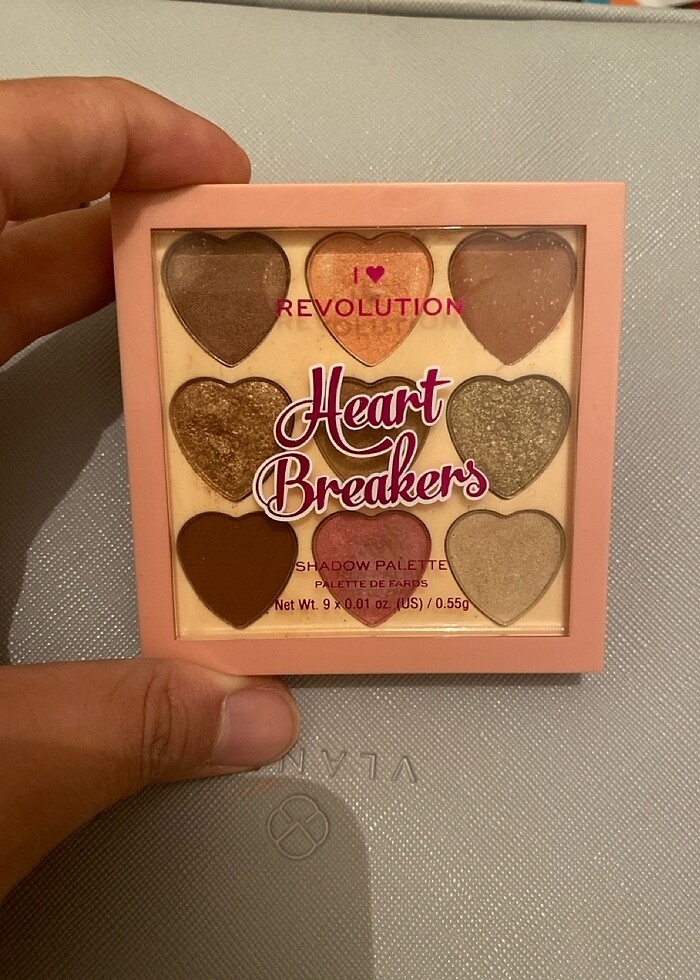 I ♥
REVOLUTION
Heart
Breakers
SHADOW PALETTE
PALETTE DE FARDS
Net Wt. 9 x 0.01 oz. (US) / 0.55g